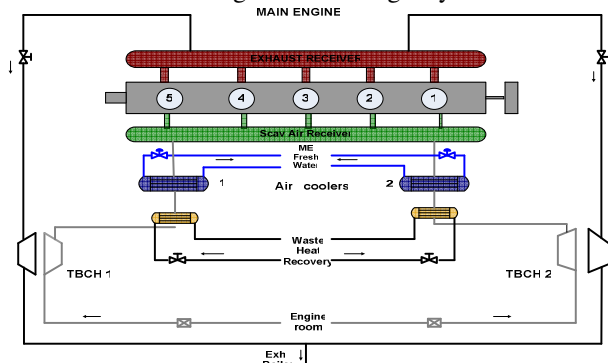 MAIN ENGINE
EXHAUST RECEIVER
5 4 3 2 1
Scav Air Receiver
ME
Fresh
Water
1 Air coolers 2
Waste
Heat
Recovery
TBCH 1
TBCH 2
Engine
room
Exh